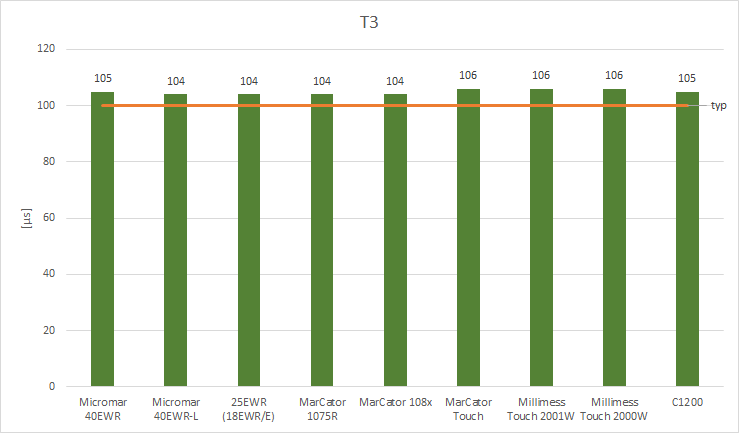 T3
120
100
80
60
40
20
0
[µs]
105
104
104
104
104
106
106
106
105
typ
Micromar
40EWR
Micromar
40EWR-L
25EWR
(18EWR/E)
MarCator
1075R
MarCator 108x
MarCator
Touch
Millimess
Touch 2001W
Millimess
Touch 2000W
C1200